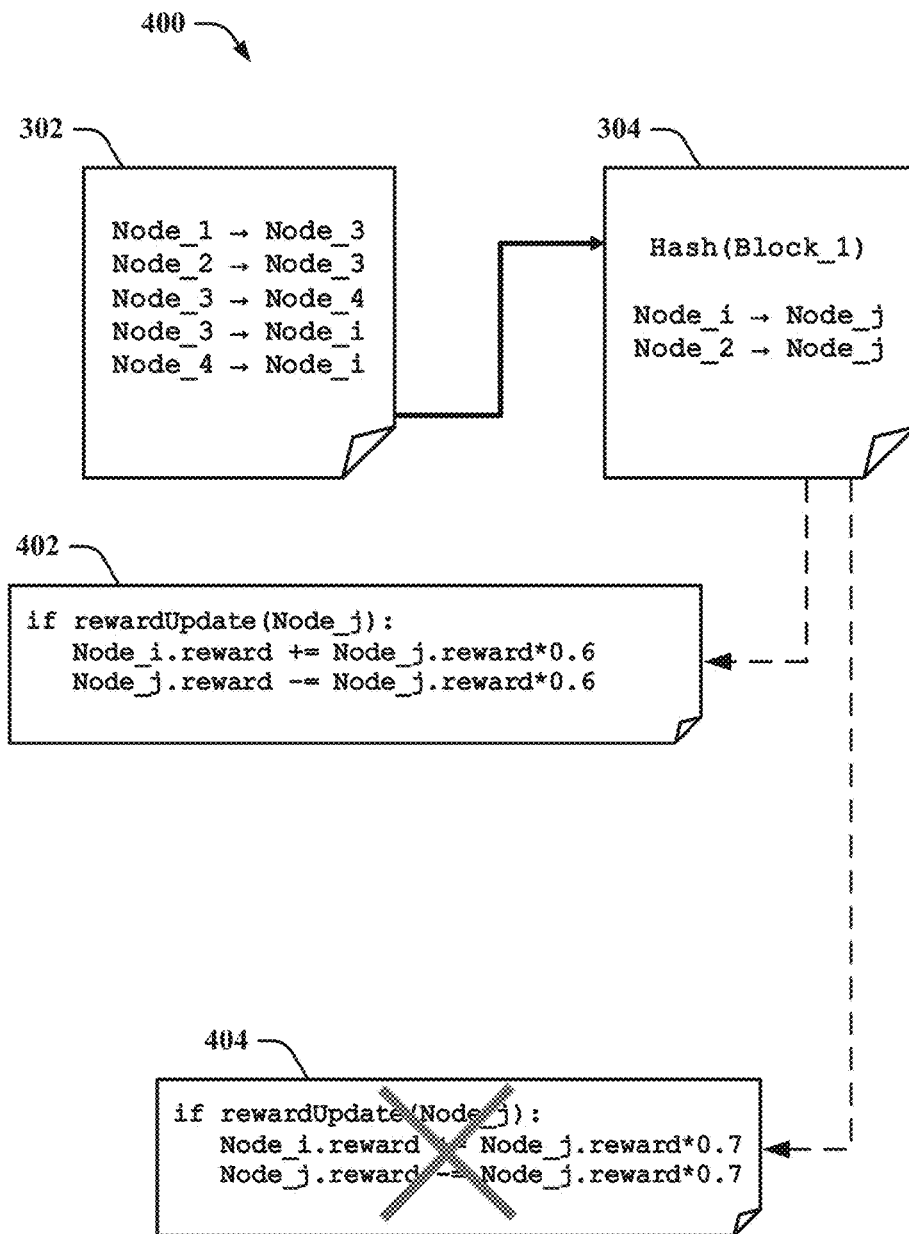 400
302
304
Node_1 → Node_3
Node_2 → Node_3
Node_3 → Node_4
Node_3 → Node_i
Node_4 → Node_i
Hash(Block_1)
Node_i → Node_j
Node_2 → Node_j
402
if rewardUpdate(Node_j):
Node_i.reward += Node_j.reward*0.6
Node_j.reward -= Node_j.reward*0.6
404
if rewardUpdate(Node_j):
Node_i.reward Node_j.reward*0.7
Node_j.reward -= Node_j.reward*0.7